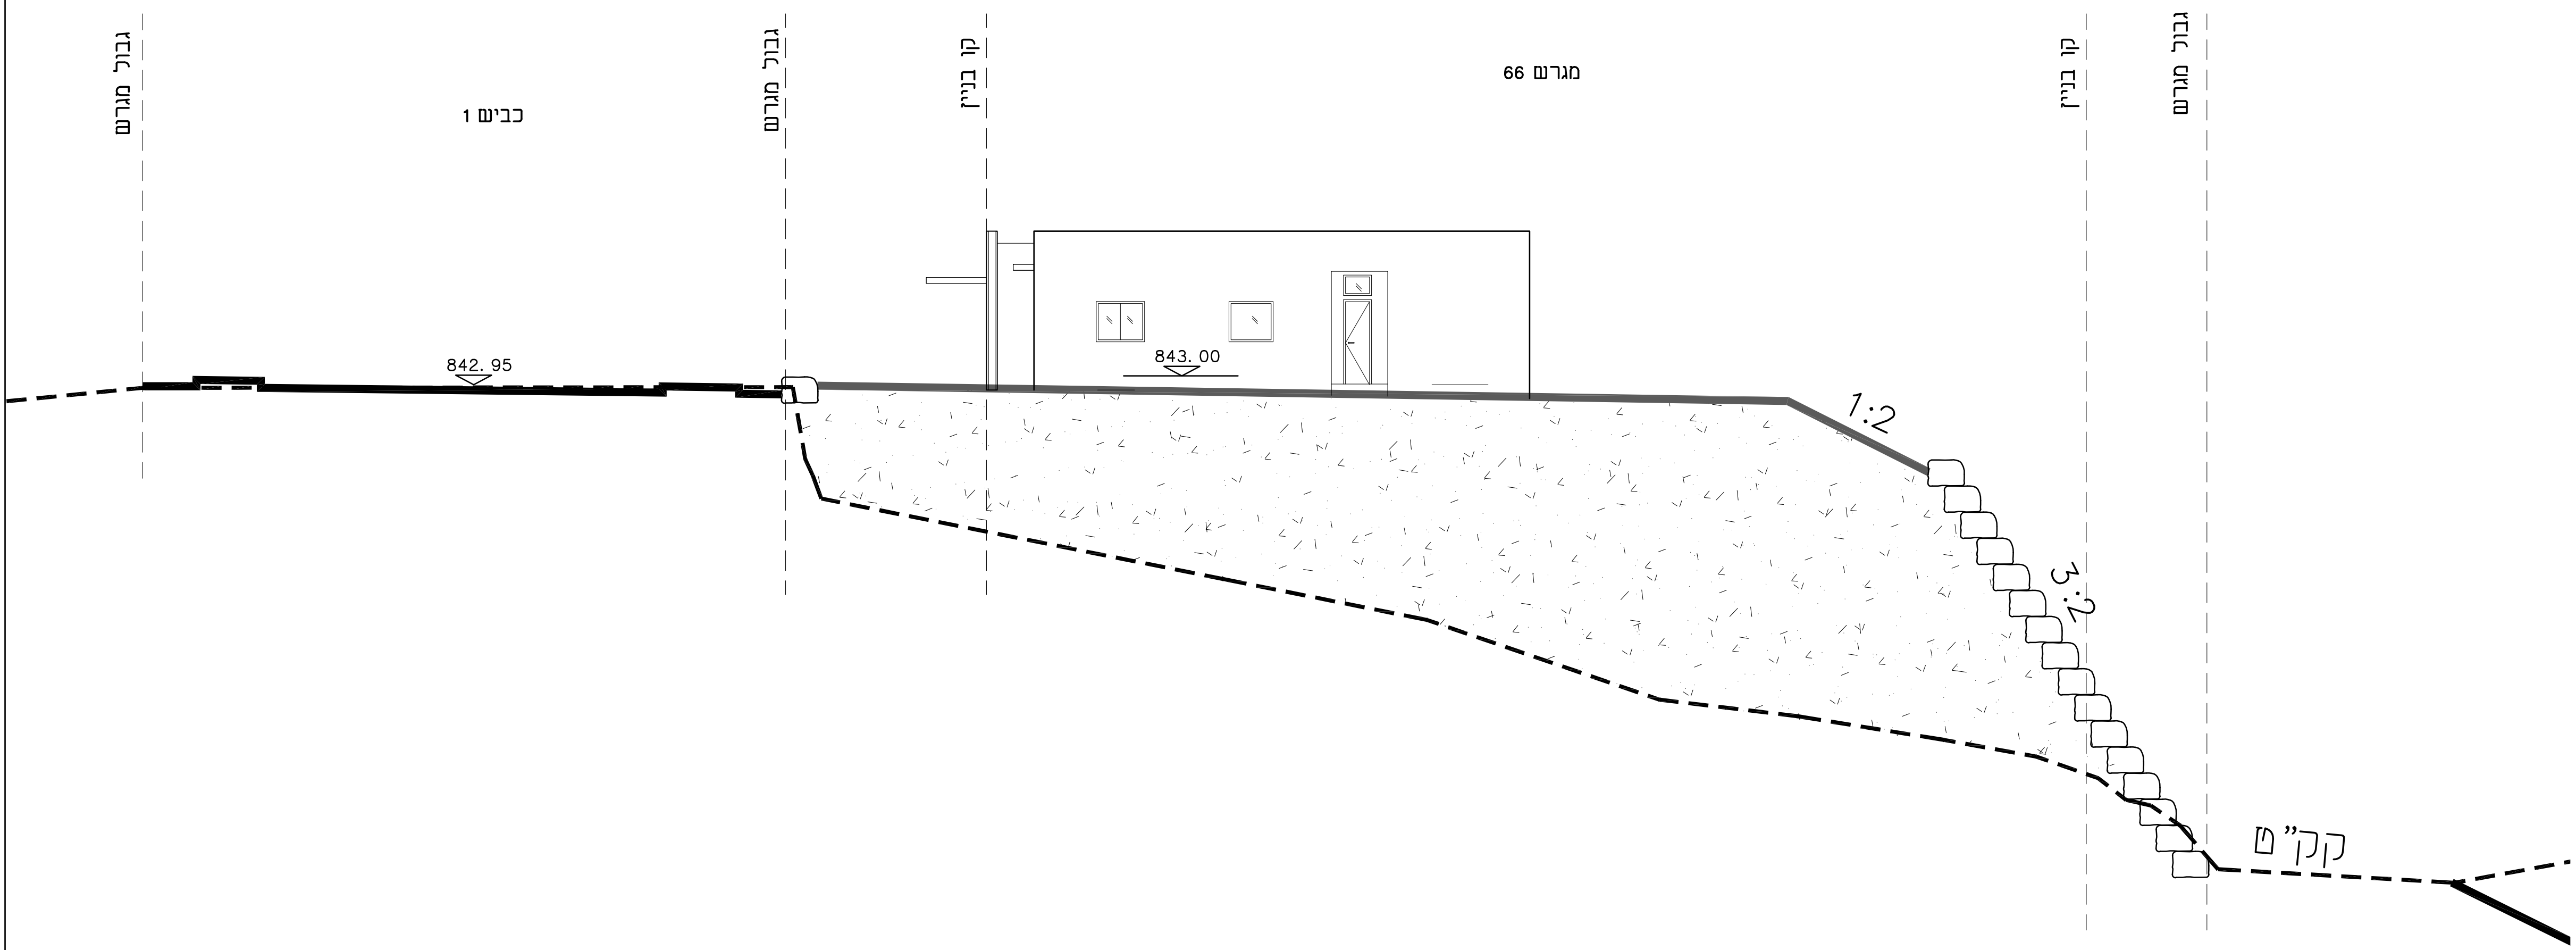 גבול מגרש
כביש 1
גבול מגרש
קו בניין
מגרש 66
קו בניין
גבול מגרש
842.95
843.00
1:2
3:2
קק"מ